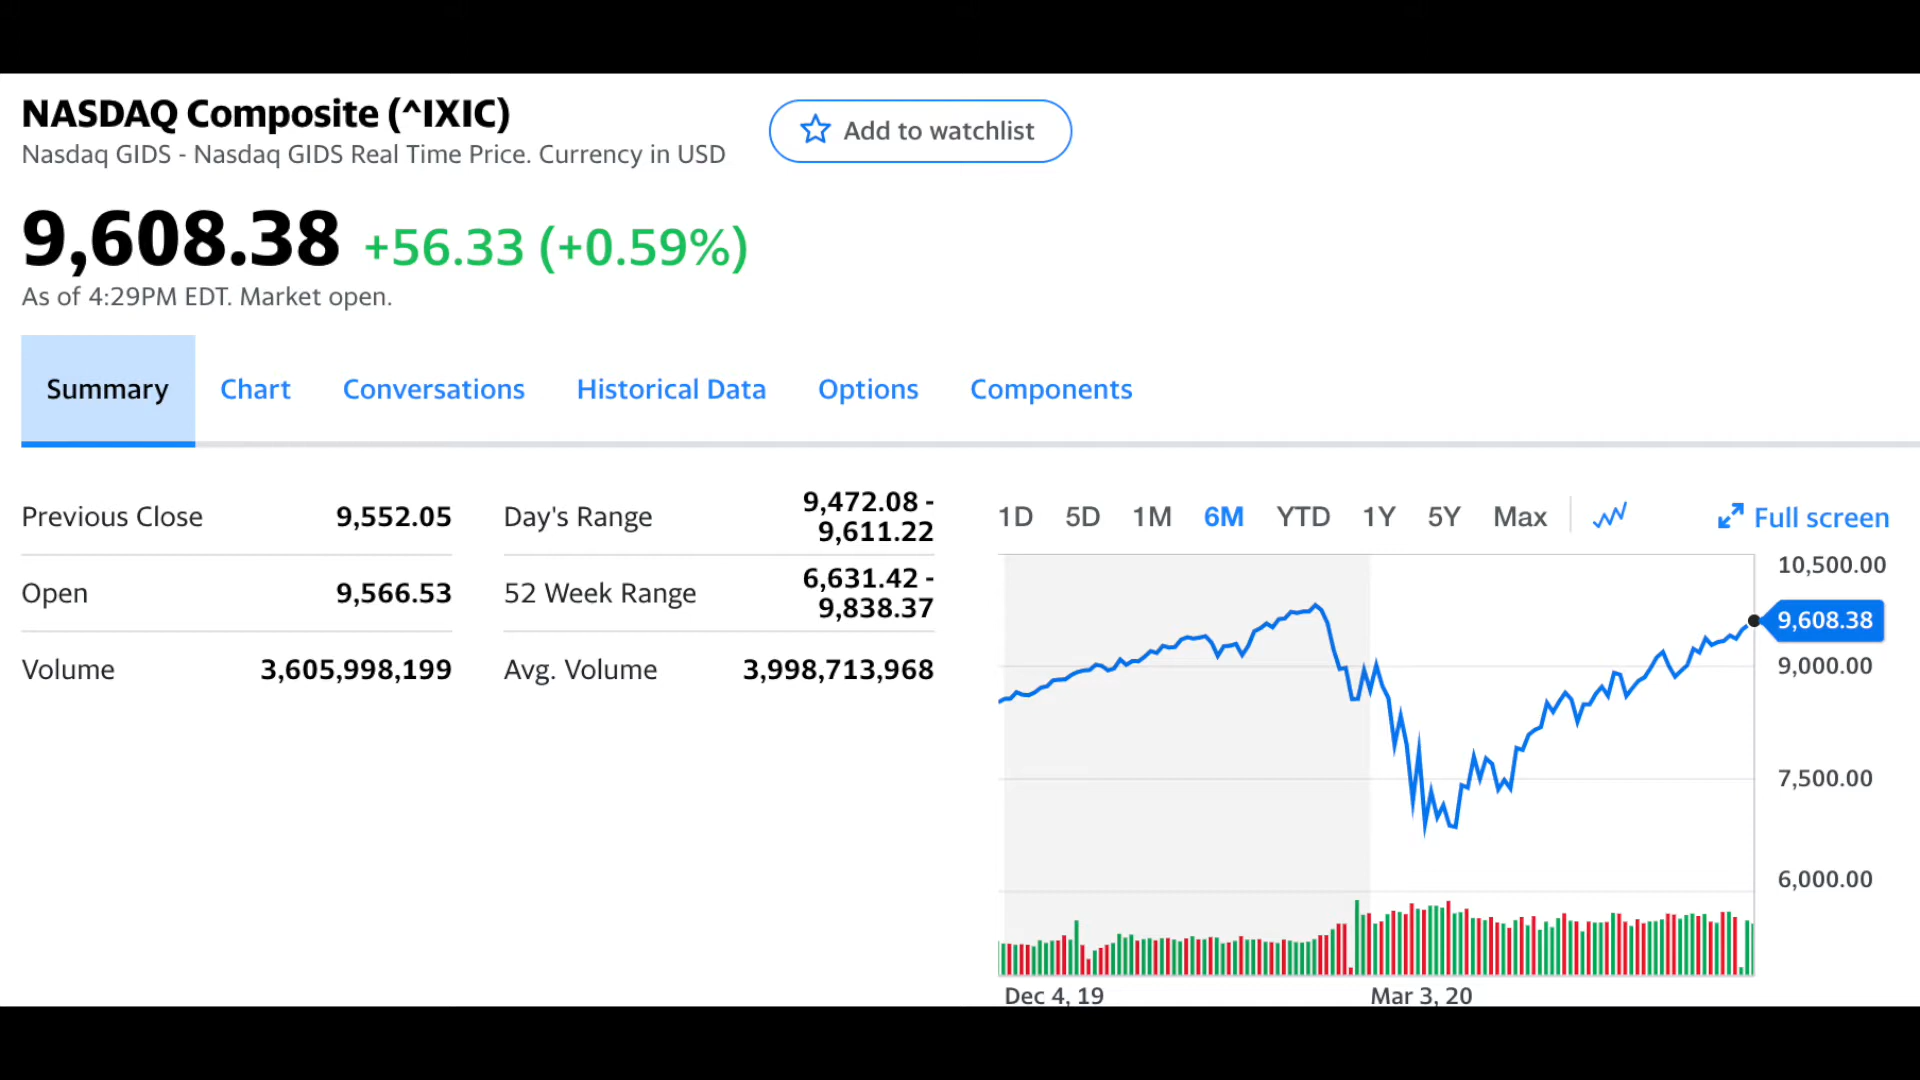 NASDAQ Composite (^IXIC)
Nasdaq GIDS - Nasdaq GIDS Real Time Price. Currency in USD
Add to watchlist
9,608.38 +56.33 (+0.59%)
As of 4:29PM EDT. Market open.
Summary Chart Conversations Historical Data Options Components
Previous Close 9,552.05
Open 9,566.53
Volume 3,605,998,199
Day's Range 9,472.08 -
9,611.22
52 Week Range 6,631.42 -
9,838.37
Avg. Volume 3,998,713,968
1D 5D 1M 6M YTD 1Y 5Y Max Full screen
10,500.00
9,608.38
9,000.00
7,500.00
6,000.00
Dec 4, 19 Mar 3, 20